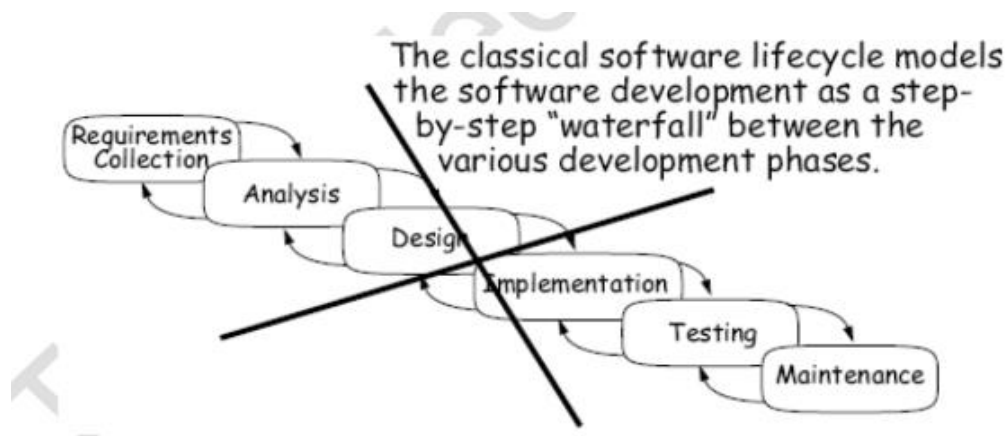 The classical software lifecycle models
the software development as a step-
by-step “waterfall” between the
various development phases.
Requirements
Collection
Analysis
Design
Implementation
Testing
Maintenance